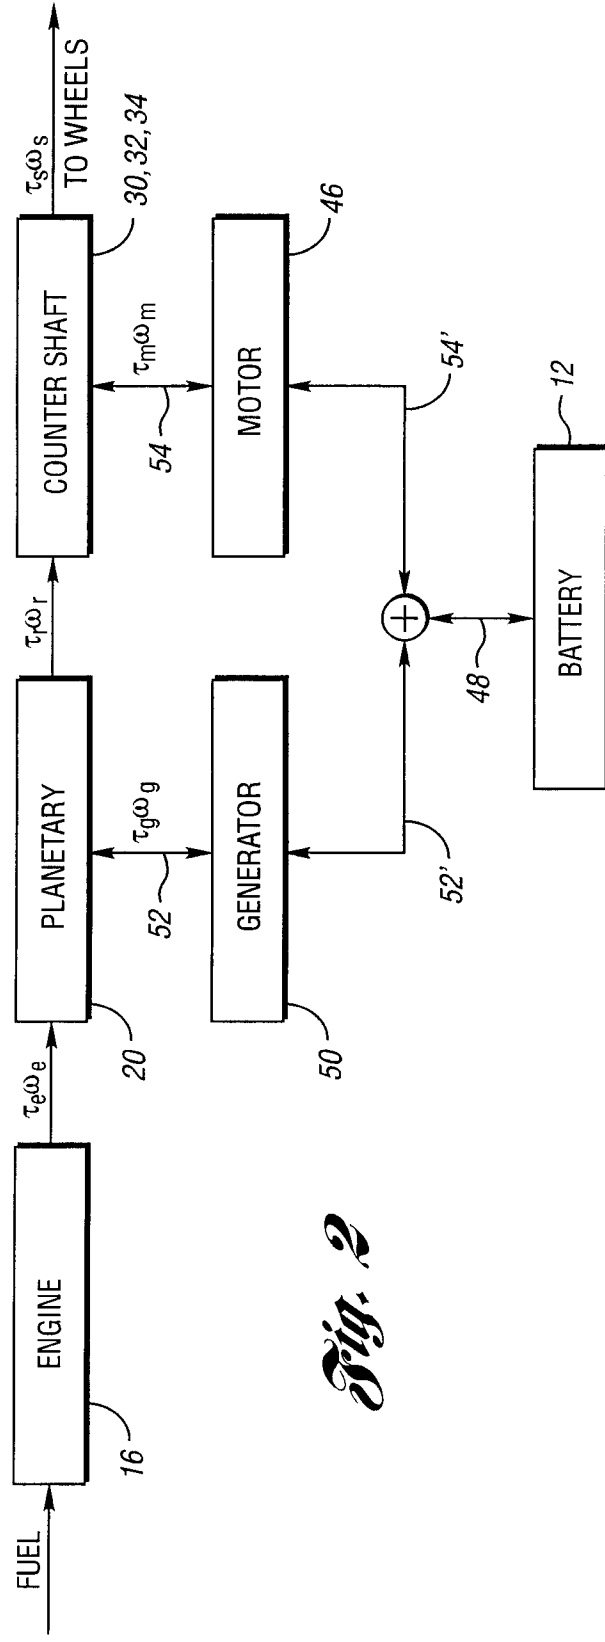 FUEL
ENGINE
16
τeωe
PLANETARY
20
τrωr
COUNTER SHAFT
30,32,34
τsωs
TO WHEELS
52
τgωg
54
τmωm
GENERATOR
50
MOTOR
46
52'
54'
+
48
BATTERY
12
Fig. 2